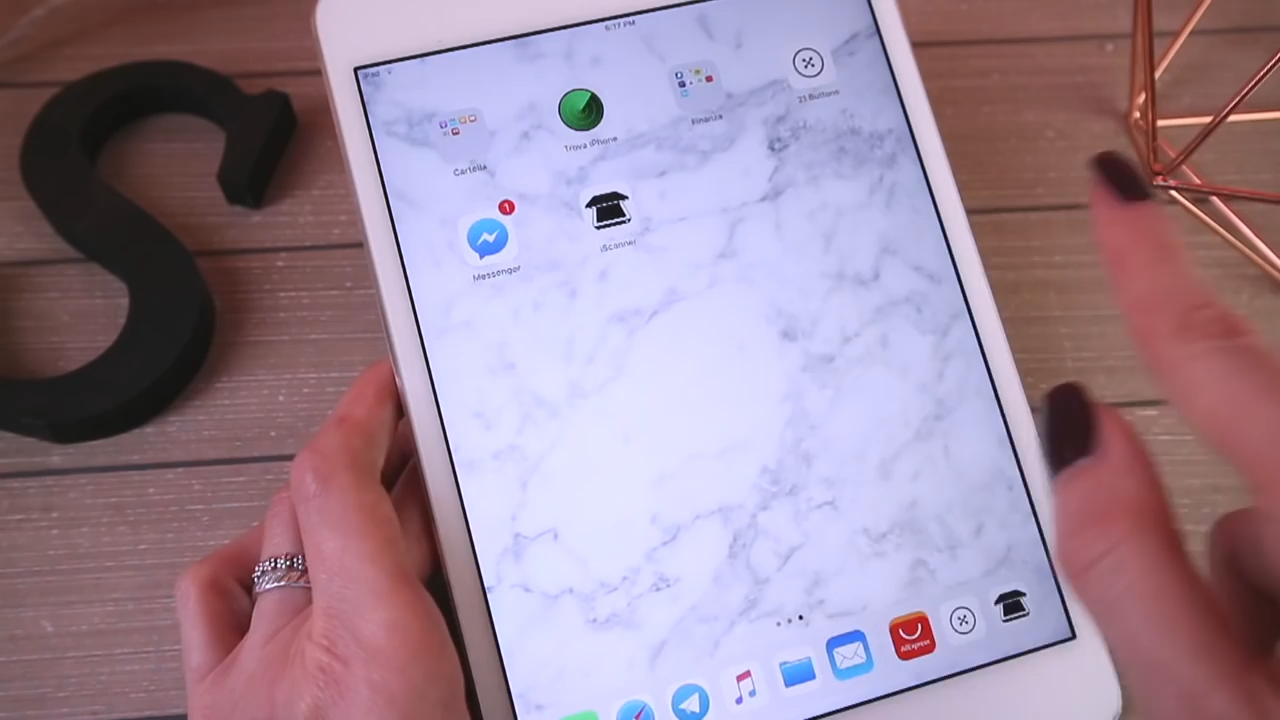 iPad
6:17 PM
Cartella
Trova iPhone
Finanza
21 Buttons
Messenger
1
iScanner
AliExpress